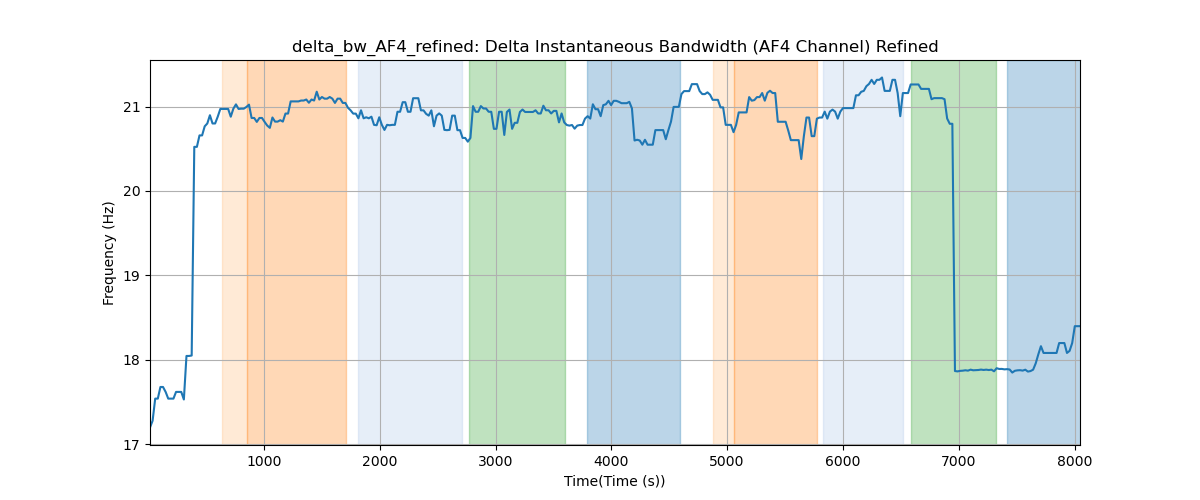 delta_bw_AF4_refined: Delta Instantaneous Bandwidth (AF4 Channel) Refined
Frequency (Hz)
21
20
19
18
17
1000 2000 3000 4000 5000 6000 7000 8000
Time(Time (s))